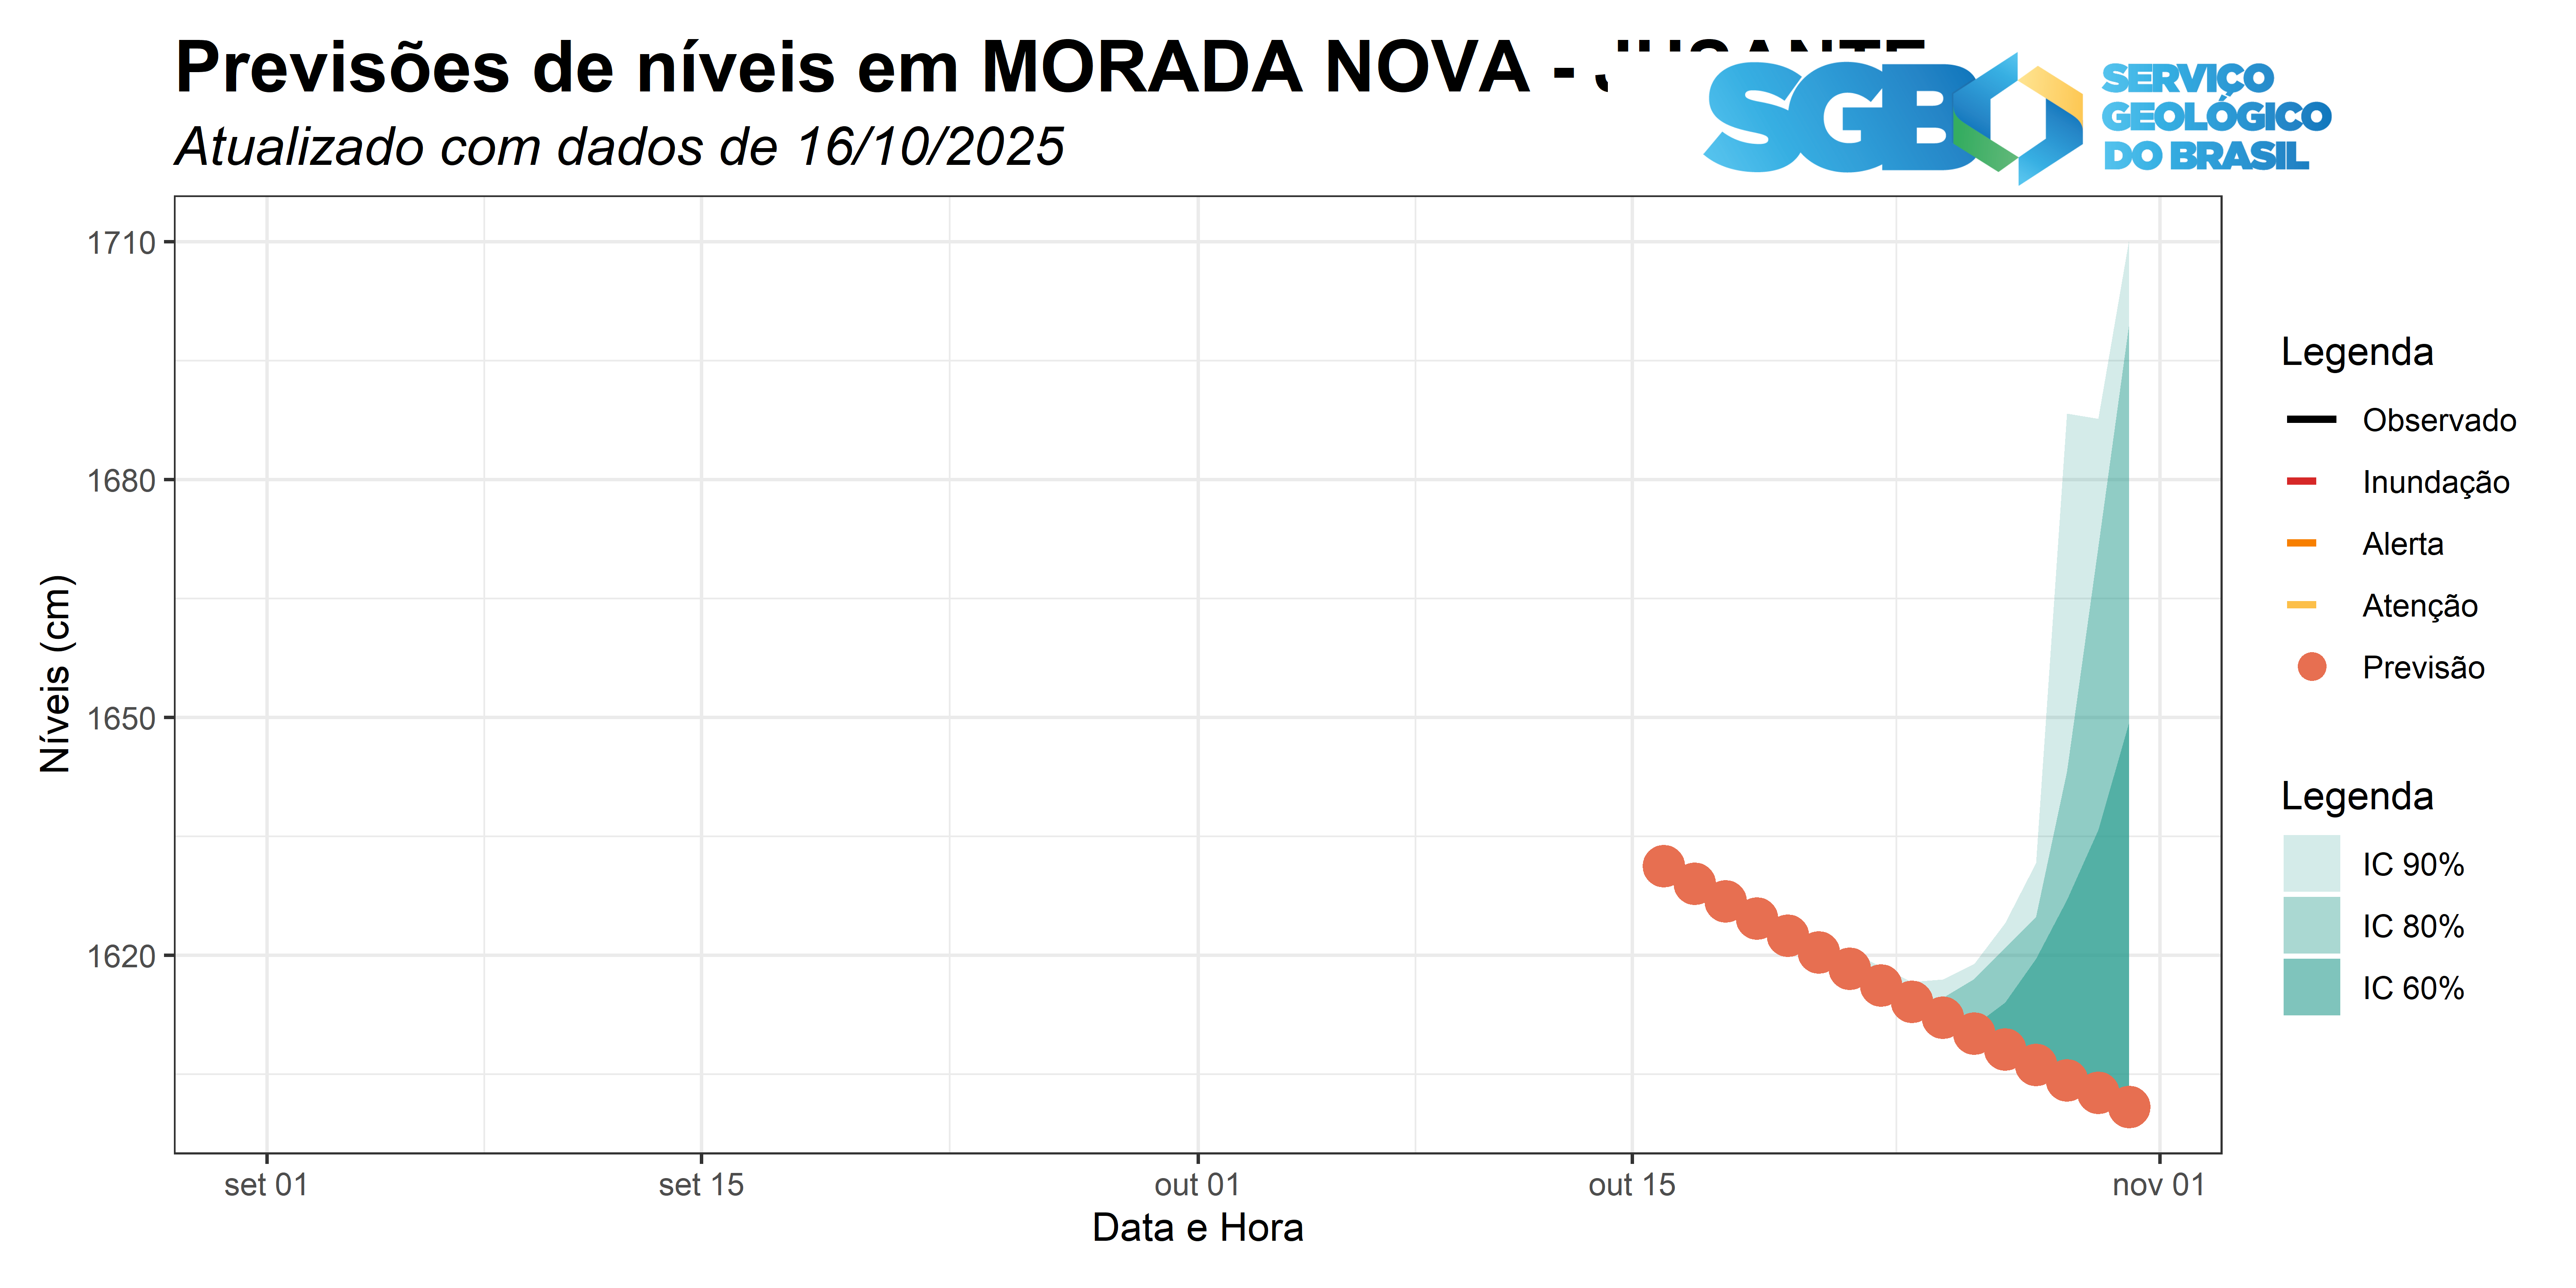 Previsões de níveis em MORADA NOVA -
Atualizado com dados de 16/10/2025
SGB
SERVIÇO
GEOLÓGICO
DO BRASIL
1710
1680
1650
1620
Níveis (cm)
set 01
set 15
out 01
out 15
nov 01
Data e Hora
Legenda
Observado
Inundação
Alerta
Atenção
Previsão
Legenda
IC 90%
IC 80%
IC 60%